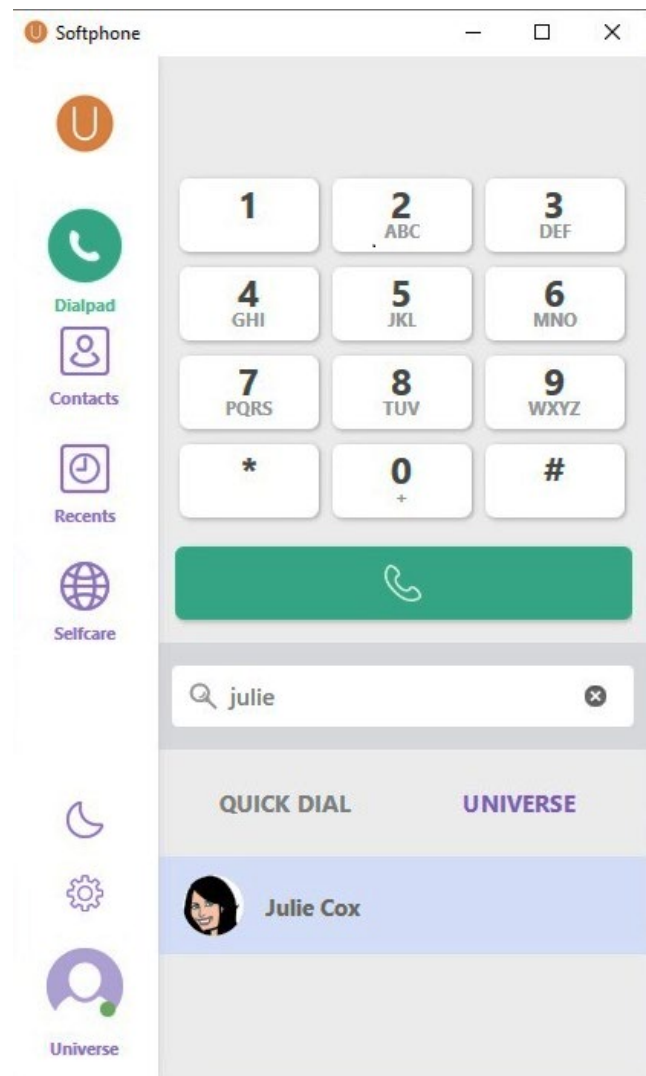 U Softphone
U
Dialpad
Contacts
Recents
Selfcare
Universe
1 2 3
ABC DEF
4 5 6
GHI JKL MNO
7 8 9
PQRS TUV WXYZ
* 0 #
+
julie
QUICK DIAL UNIVERSE
Julie Cox